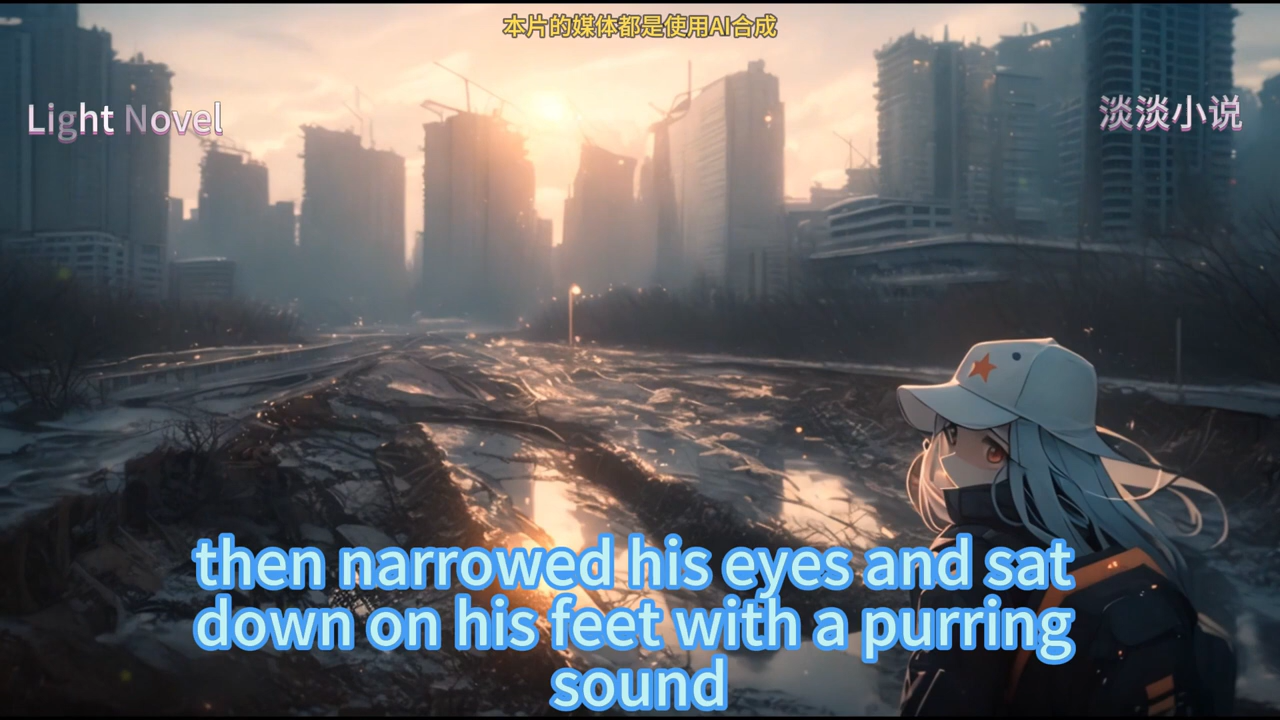 本片的媒体都是使用AI合成
Light Novel
淡淡小说
then narrowed his eyes and sat
down on his feet with a purring
sound